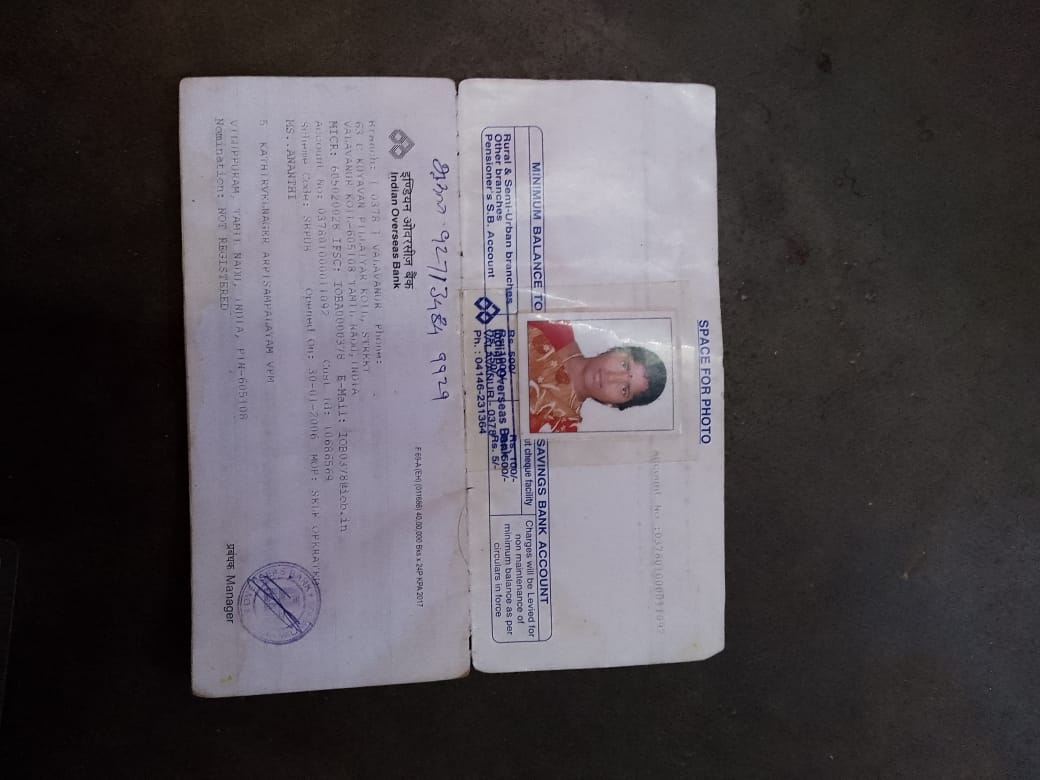 SPACE FOR PHOTO
Account No :037801000011092
MINIMUM BALANCE TO SAVINGS BANK ACCOUNT
ut cheque facility
Charges will be Levied for
non maintenance of
minimum balance as per
circulars in force
Rural & Semi-Urban branches Rs. 500/- Rs. 100/-
Other branches Rs. 1000/- Rs. 500/-
Pensioner's S.B. Account Rs. 5/-
Indian Overseas Bank
VALAVANUR - 0378
Ph. : 04146-231364
9929
F 69-A (EH) (011686) 40,00,000 Bks x 24P KPA 2017
इण्डियन ओवरसीज़ बैंक
Indian Overseas Bank
Branch: [ 0378 ] VALAVANUR Phone:
63 C KUYAVAN PILLAIYAR KOIL, STREET
VALAVANUR KOIL-605108 TAMIL NADU,INDIA
MICR: 605020028 IFSC: IOBA0000378 E-Mail: IOB0378@iob.in
Account No: 037801000011092 Cust Id: 10686569
Scheme Code: SBPUB Opened On: 30-01-2006 MOP: SELF OPERATED
MS..ANANTHI
5 KATHIRVELNAGER ARPISAMPALAYAM VPM
VILUPPURAM, TAMIL NADU, INDIA, PIN-605108
Nomination: NOT REGISTERED
प्रबंधक Manager